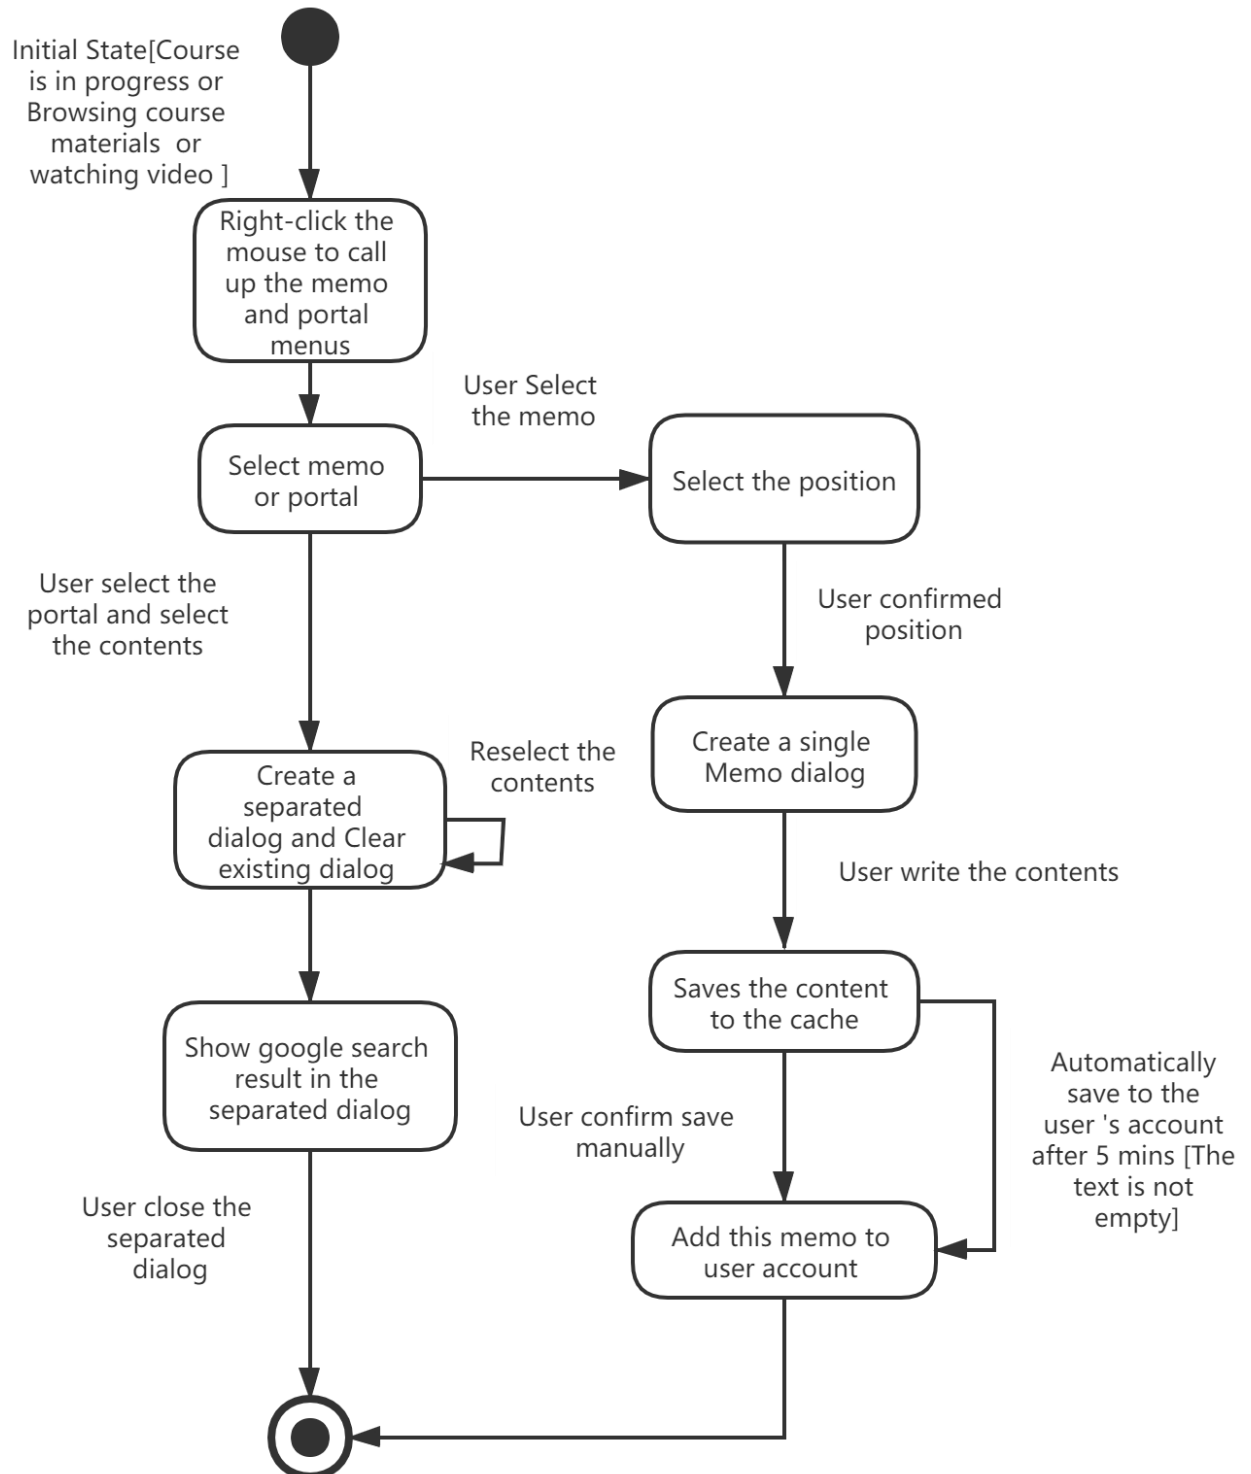 Initial State[Course
is in progress or
Browsing course
materials  or
watching video ]
Right-click the
mouse to call
up the memo
and portal
menus
User Select
the memo
Select memo
or portal
Select the position
User select the
portal and select
the contents
User confirmed
position
Create a
separated
dialog and Clear
existing dialog
Reselect the
contents
Create a single
Memo dialog
User write the contents
Saves the content
to the cache
Show google search
result in the
separated dialog
User confirm save
manually
Automatically
save to the
user 's account
after 5 mins [The
text is not
empty]
User close the
separated
dialog
Add this memo to
user account